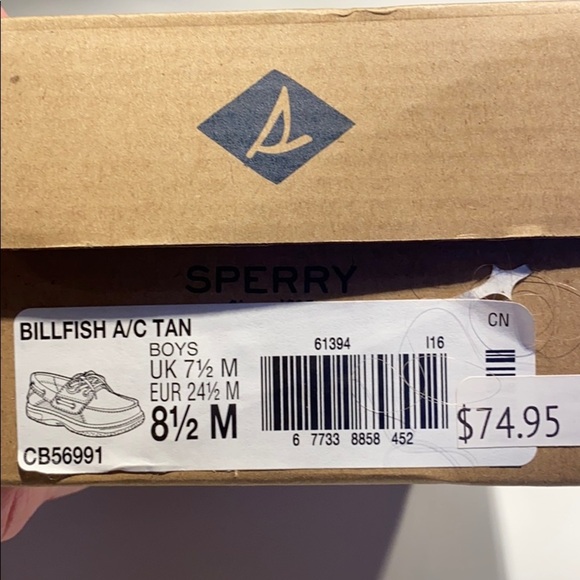 SPERRY
BILLFISH A/C TAN
BOYS
UK 7½ M
EUR 24½ M
8½ M
CB56991
61394 I16
6 77338 8858 452
CN
$74.95